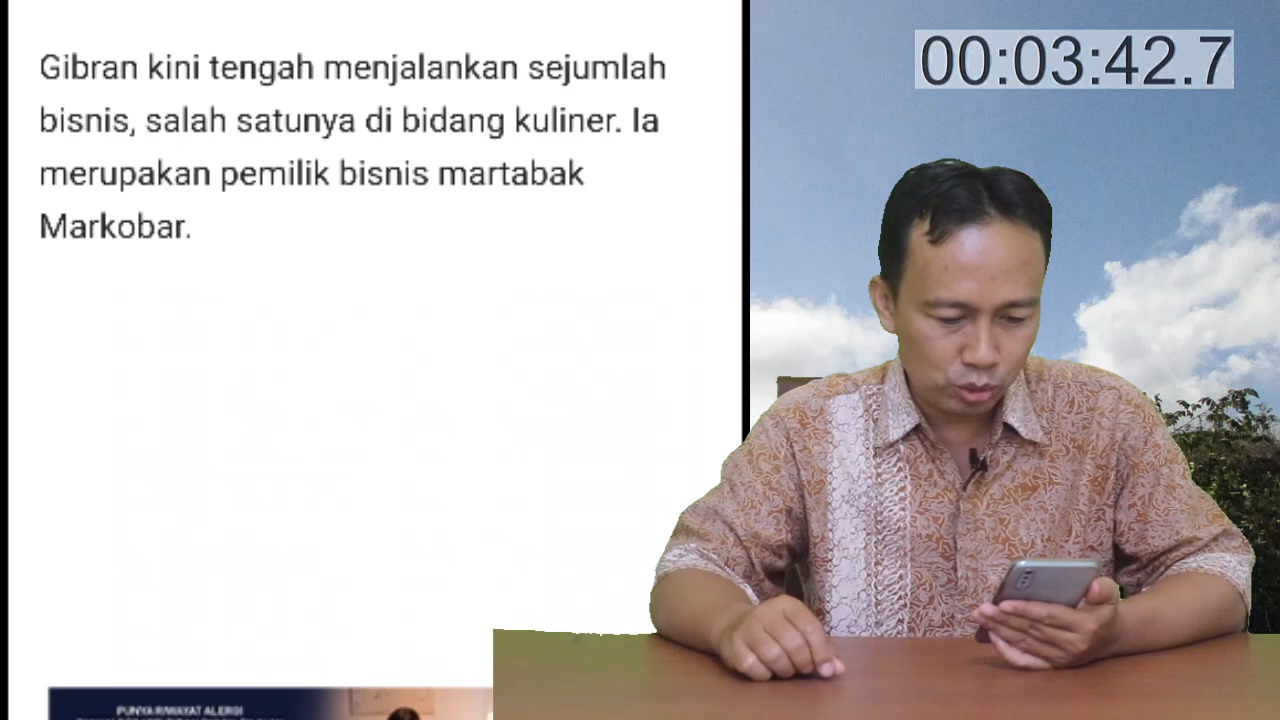 Gibran kini tengah menjalankan sejumlah
bisnis, salah satunya di bidang kuliner. Ia
merupakan pemilik bisnis martabak
Markobar.
00:03:42.7
PUNYA RIWAYAT ALERGI